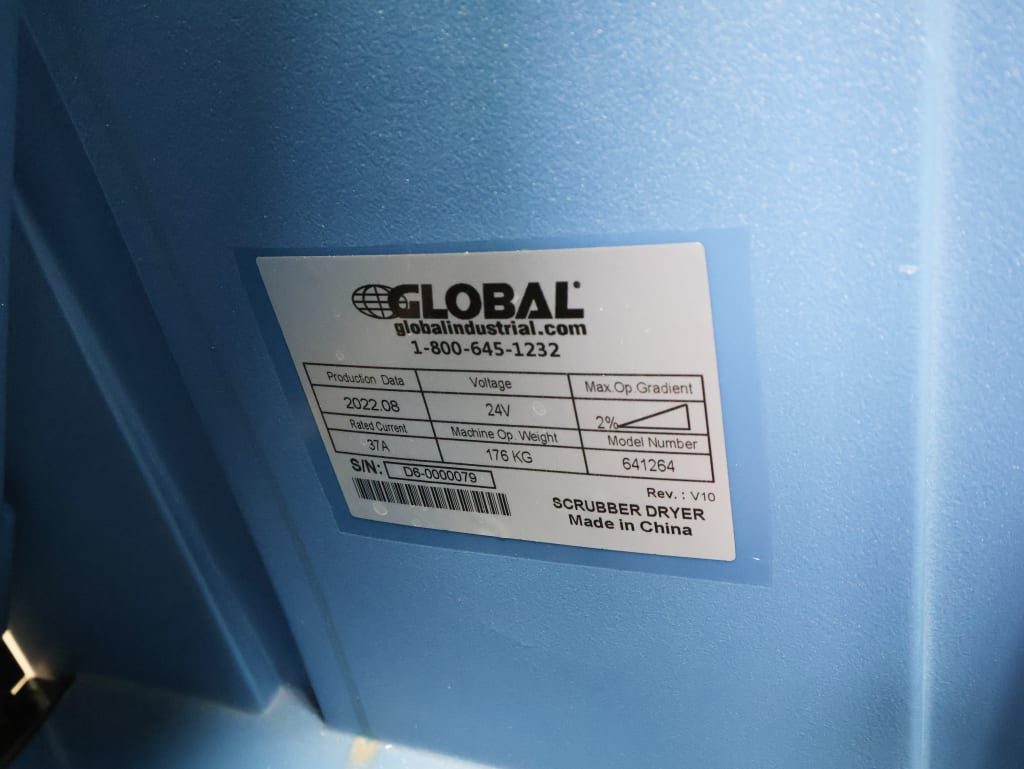 GLOBAL®
globalindustrial.com
1-800-645-1232
Production Data Voltage Max.Op.Gradient
2022.08 24V 2%
Rated Current Machine Op. Weight Model Number
37A 176 KG 641264
S/N: D6-0000079
Rev. : V10
SCRUBBER DRYER
Made in China